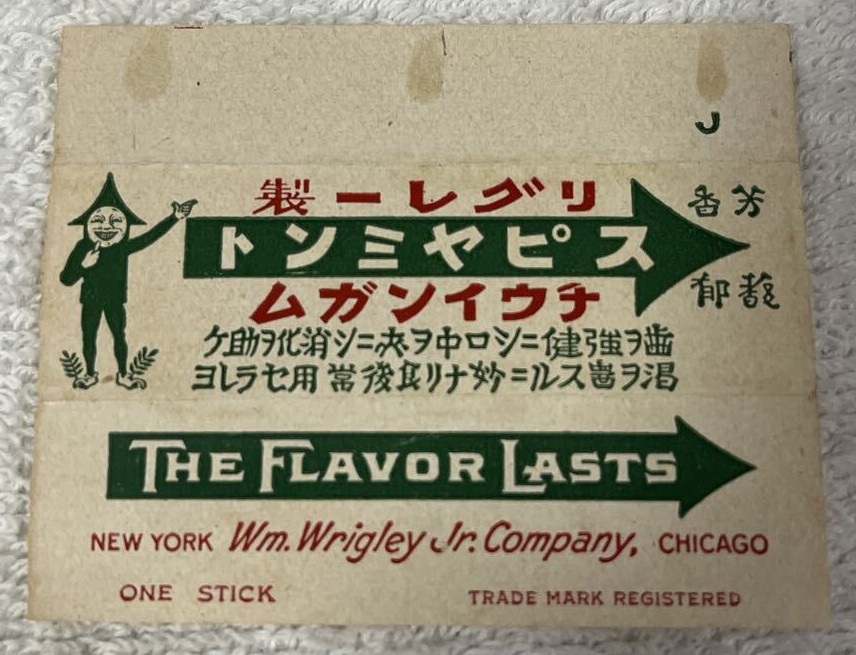 J
リグレー製
スピヤミント
チウインガム
芳香
馥郁
歯ヲ強健ニシ口中ヲ爽ニシ消化ヲ助ケ
渇ヲ醫スルニ妙ナリ食後常用セラレヨ
THE FLAVOR LASTS
NEW YORK Wm. Wrigley Jr. Company, CHICAGO
ONE STICK TRADE MARK REGISTERED